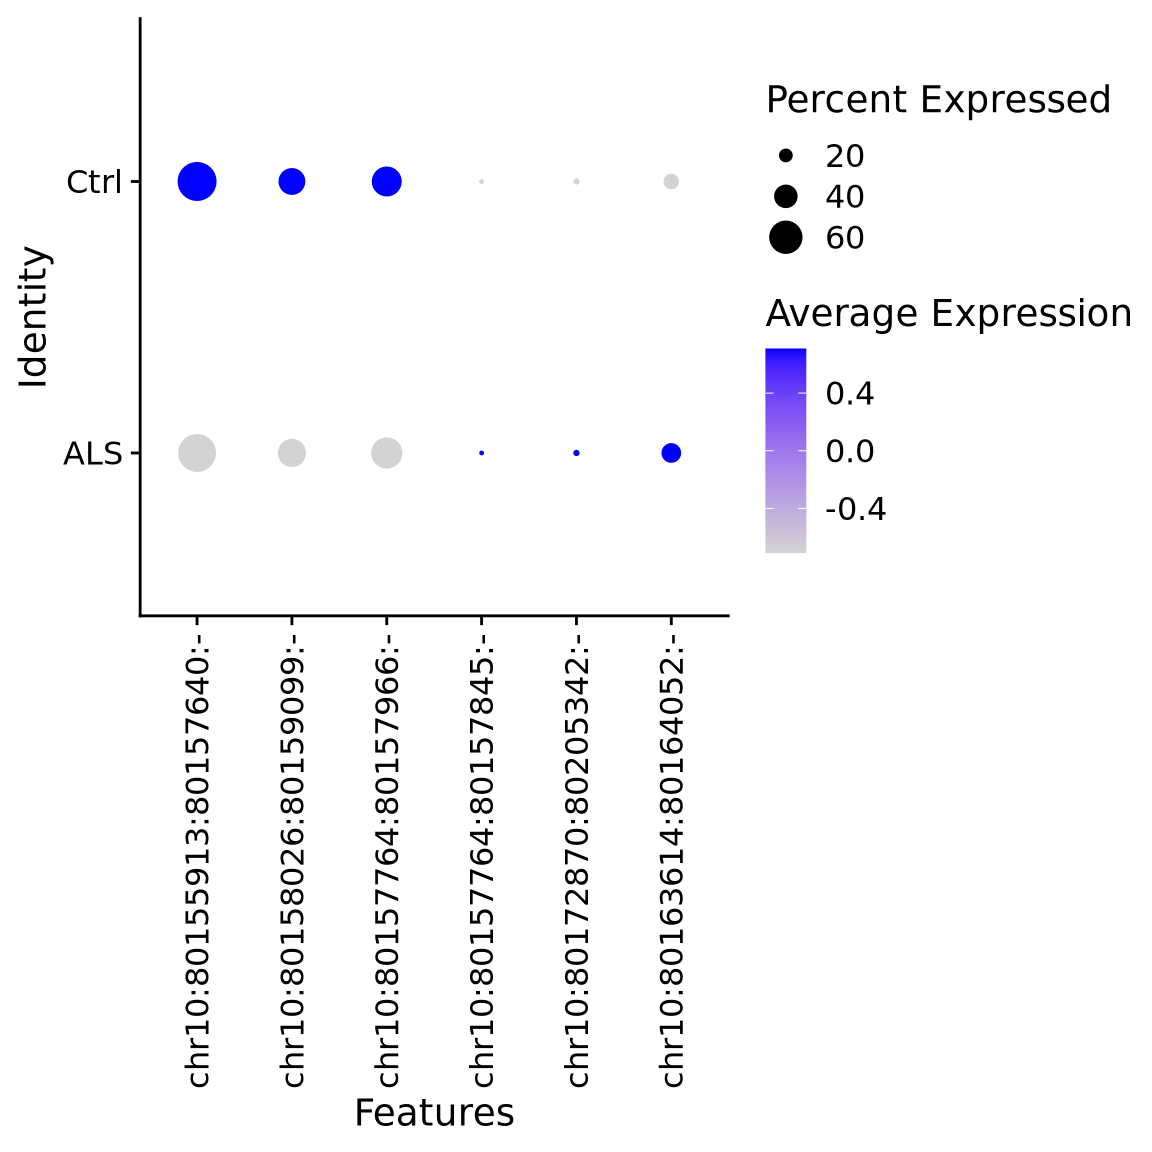 Ctrl
ALS
Identity
chr10:80155913:80157640:-
chr10:80158026:80159099:-
chr10:80157764:80157966:-
chr10:80157764:80157845:-
chr10:80172870:80205342:-
chr10:80163614:80164052:-
Features
Percent Expressed
20
40
60
Average Expression
0.4
0.0
-0.4